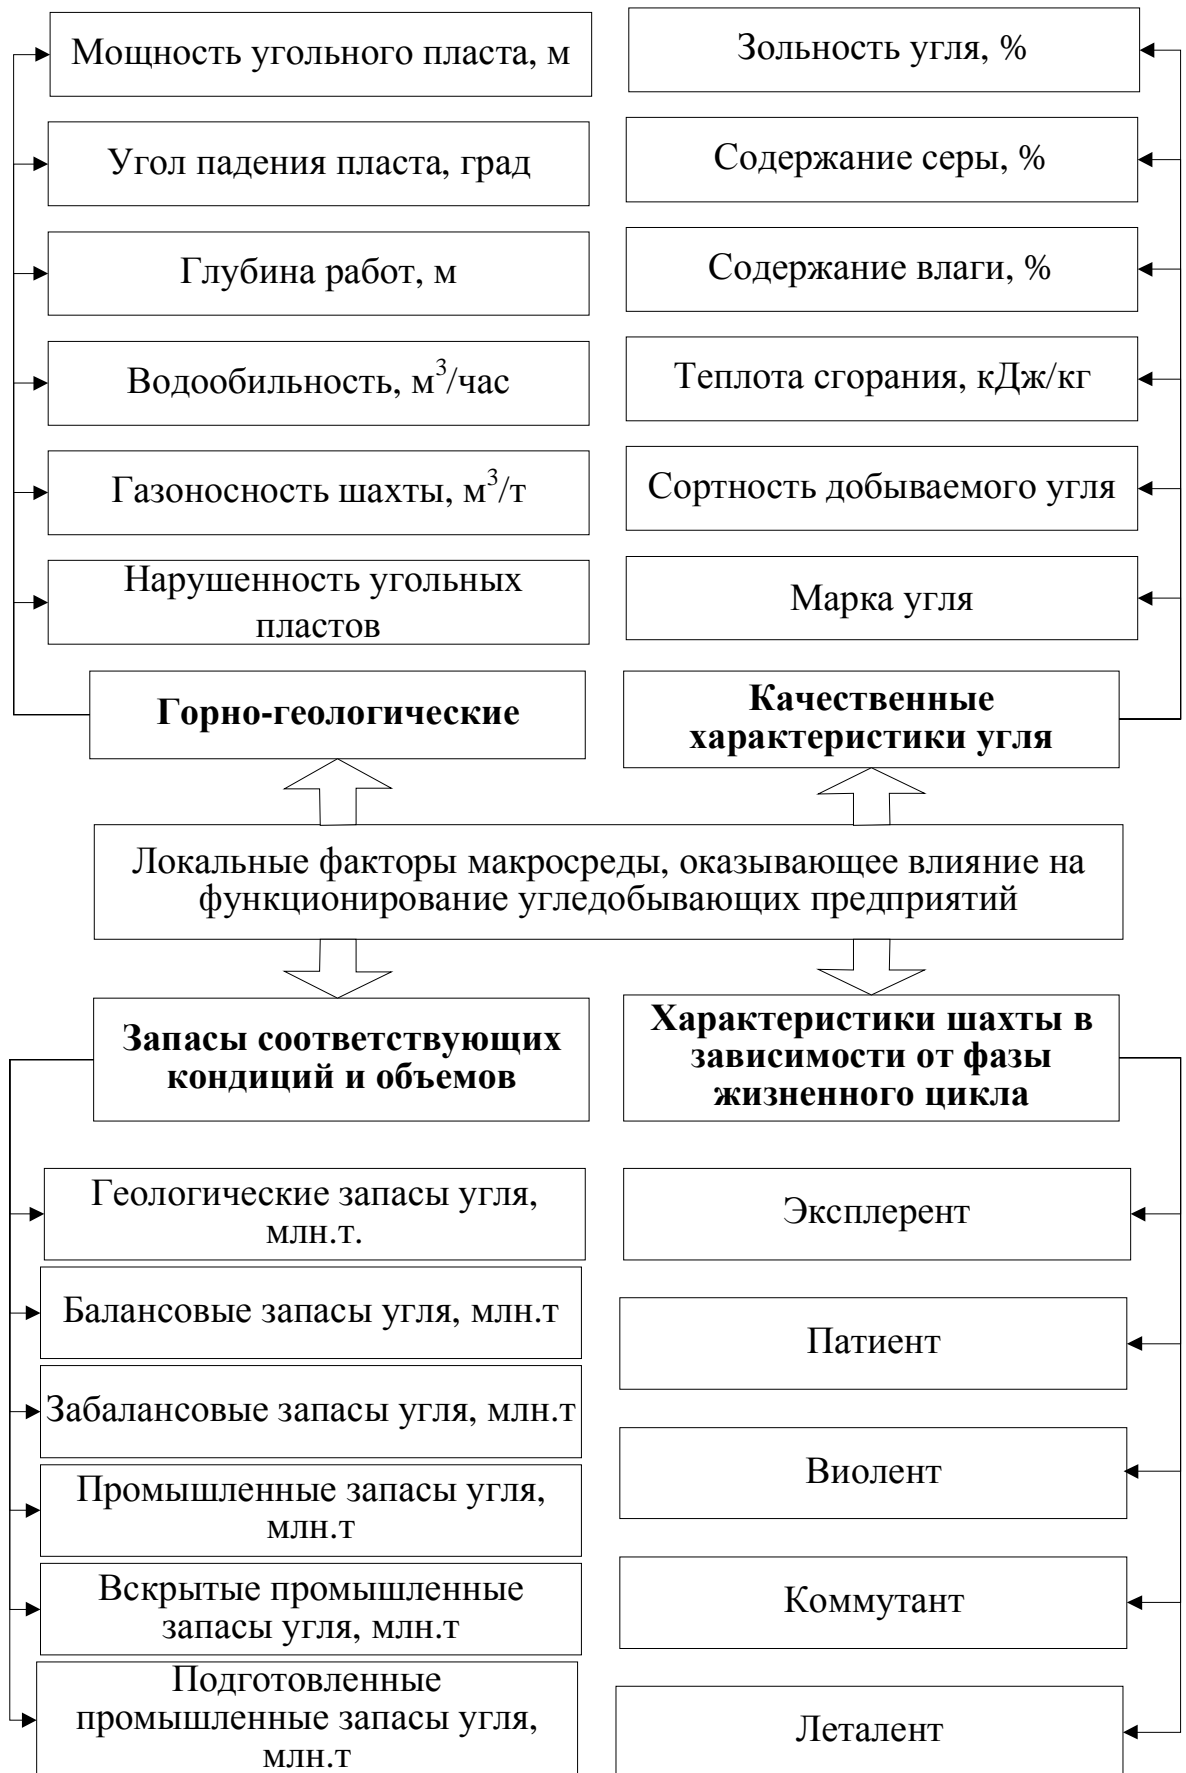 Мощность угольного пласта, м
Угол падения пласта, град
Глубина работ, м
Водообильность, м³/час
Газоносность шахты, м³/т
Нарушенность угольных
пластов
Горно-геологические
Зольность угля, %
Содержание серы, %
Содержание влаги, %
Теплота сгорания, кДж/кг
Сортность добываемого угля
Марка угля
Качественные
характеристики угля
Локальные факторы макросреды, оказывающее влияние на
функционирование угледобывающих предприятий
Запасы соответствующих
кондиций и объемов
Геологические запасы угля,
млн.т.
Балансовые запасы угля, млн.т
Забалансовые запасы угля, млн.т
Промышленные запасы угля,
млн.т
Вскрытые промышленные
запасы угля, млн.т
Подготовленные
промышленные запасы угля,
млн.т
Характеристики шахты в
зависимости от фазы
жизненного цикла
Эксплерент
Патиент
Виолент
Коммутант
Леталент